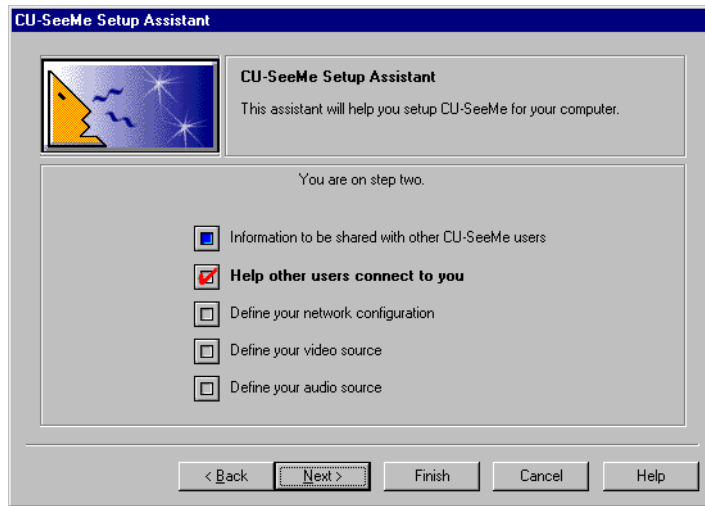 CU-SeeMe Setup Assistant
CU-SeeMe Setup Assistant
This assistant will help you setup CU-SeeMe for your computer.
You are on step two.
Information to be shared with other CU-SeeMe users
Help other users connect to you
Define your network configuration
Define your video source
Define your audio source
< Back
Next >
Finish
Cancel
Help